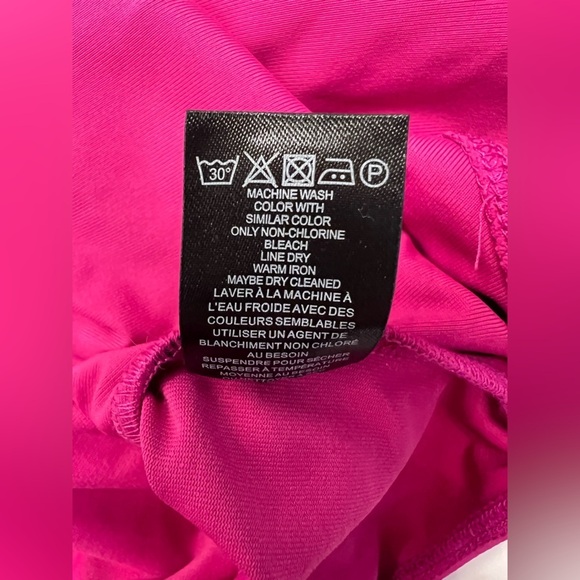 30°
P
MACHINE WASH
COLOR WITH
SIMILAR COLOR
ONLY NON-CHLORINE
BLEACH
LINE DRY
WARM IRON
MAYBE DRY CLEANED
LAVER À LA MACHINE À
L'EAU FROIDE AVEC DES
COULEURS SEMBLABLES
UTILISER UN AGENT DE
BLANCHIMENT NON CHLORÉ
AU BESOIN
SUSPENDRE POUR SÉCHER
REPASSER À TEMPÉRATURE
MOYENNE AU BESOIN